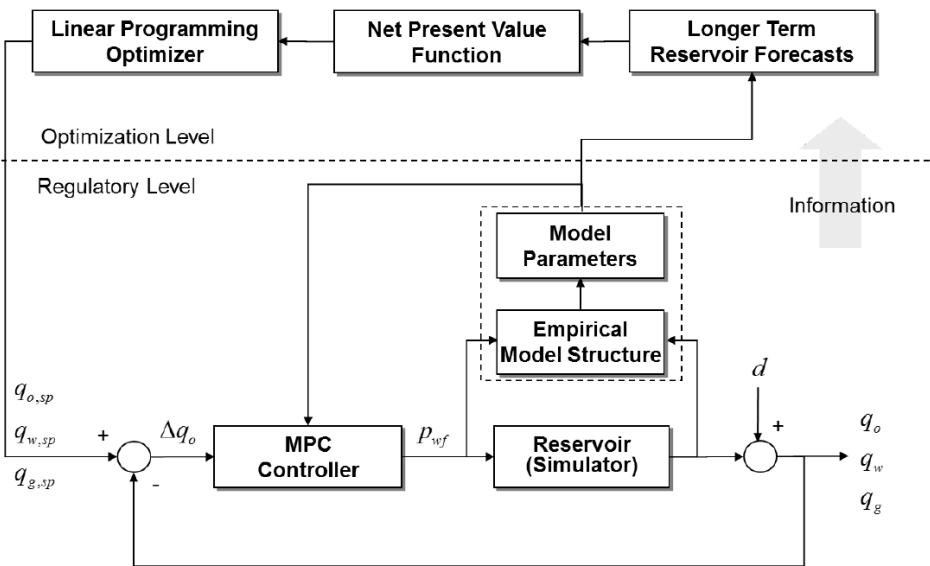 Linear Programming
Optimizer
Net Present Value
Function
Longer Term
Reservoir Forecasts
Optimization Level
Regulatory Level
Information
Model
Parameters
Empirical
Model Structure
d
q_{o,sp}
q_{w,sp}
q_{g,sp}
+
-
Δq_o
MPC
Controller
p_{wf}
Reservoir
(Simulator)
+
q_o
q_w
q_g